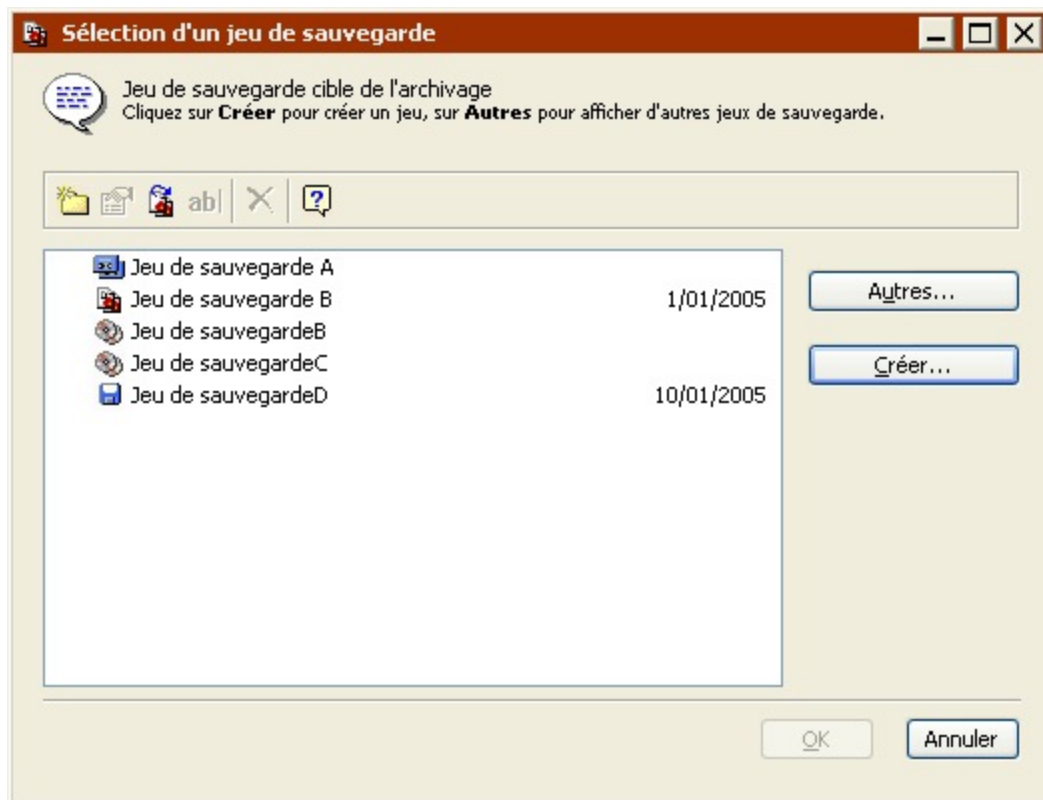 Sélection d'un jeu de sauvegarde
Jeu de sauvegarde cible de l'archivage
Cliquez sur Créer pour créer un jeu, sur Autres pour afficher d'autres jeux de sauvegarde.
ab|
Jeu de sauvegarde A
Jeu de sauvegarde B 1/01/2005
Jeu de sauvegardeB
Jeu de sauvegardeC
Jeu de sauvegardeD 10/01/2005
Autres...
Créer...
OK
Annuler